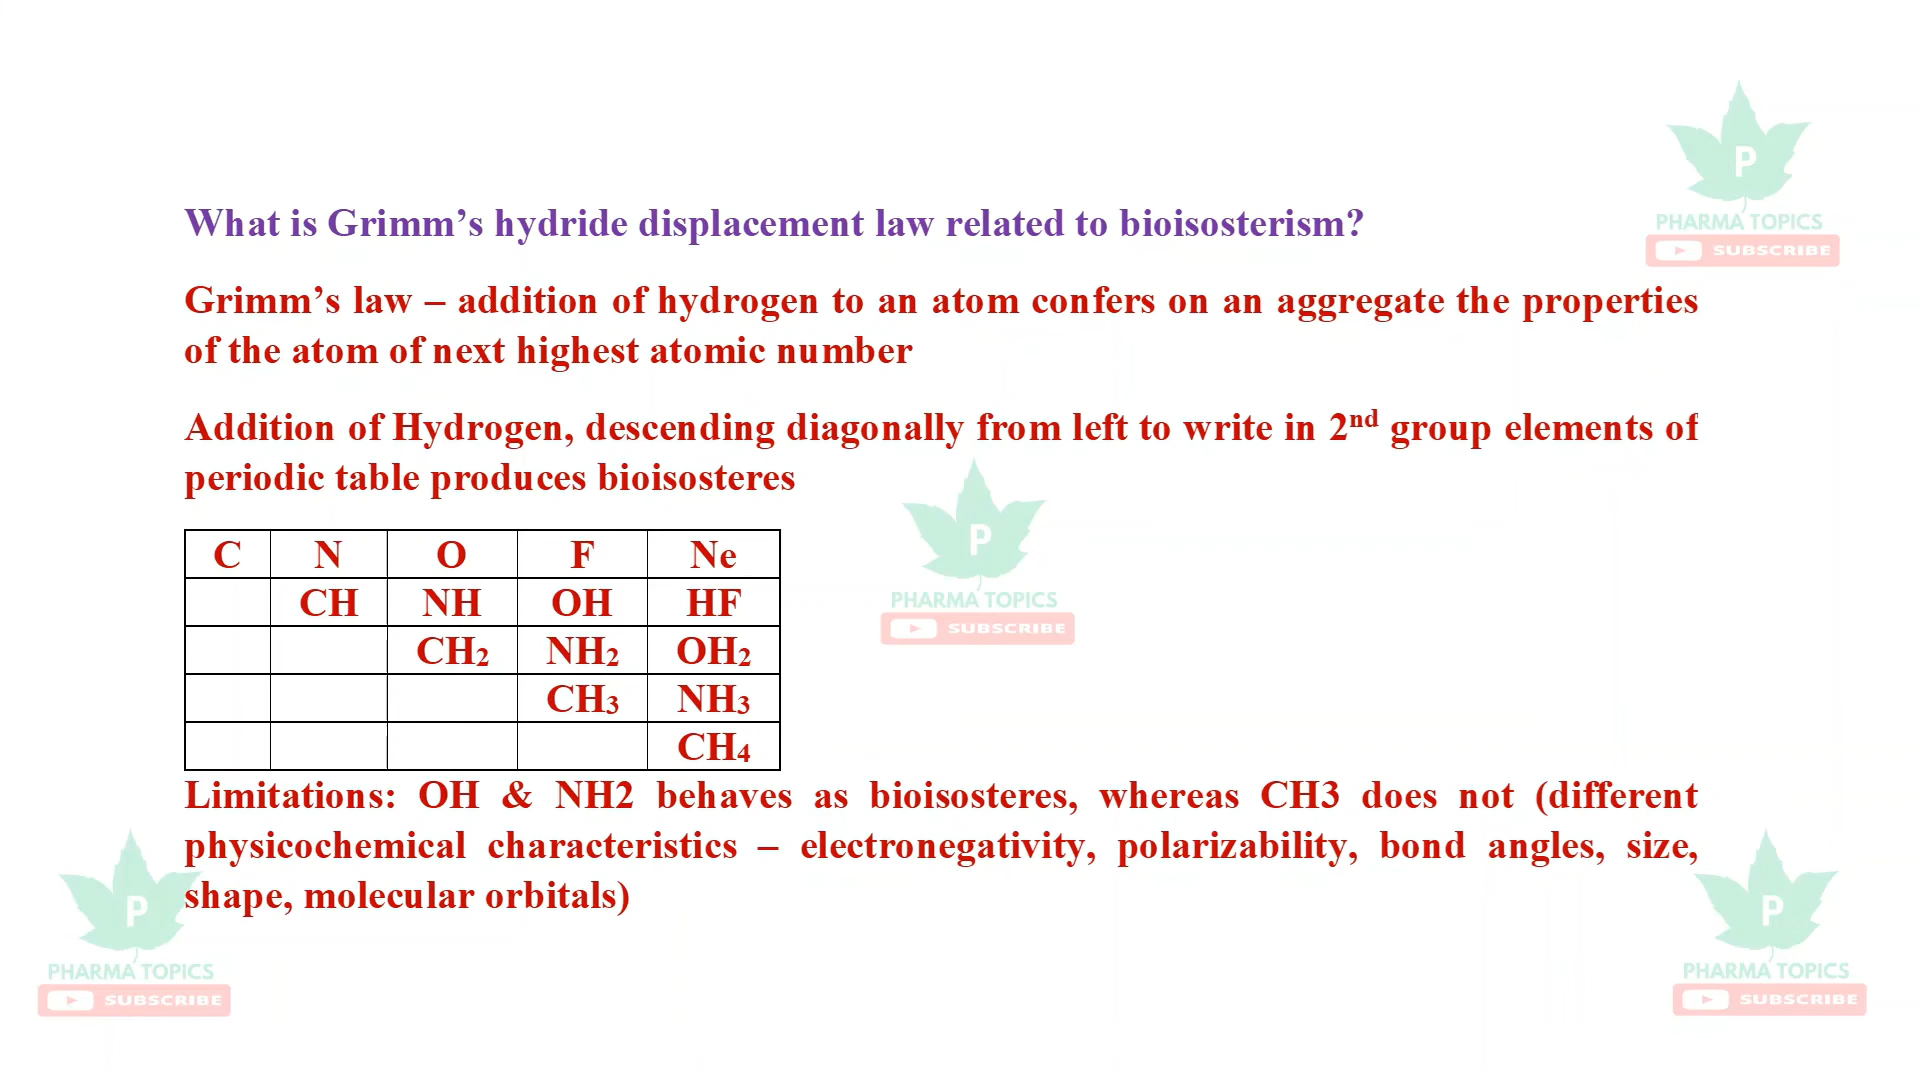 PHARMA TOPICS
SUBSCRIBE
What is Grimm’s hydride displacement law related to bioisosterism?
Grimm’s law – addition of hydrogen to an atom confers on an aggregate the properties
of the atom of next highest atomic number
Addition of Hydrogen, descending diagonally from left to write in 2nd group elements of
periodic table produces bioisosteres
P
PHARMA TOPICS
SUBSCRIBE
C N O F Ne
CH NH OH HF
CH₂ NH₂ OH₂
CH₃ NH₃
CH₄
Limitations: OH & NH2 behaves as bioisosteres, whereas CH3 does not (different
physicochemical characteristics – electronegativity, polarizability, bond angles, size,
shape, molecular orbitals)
P
PHARMA TOPICS
SUBSCRIBE
P
PHARMA TOPICS
SUBSCRIBE